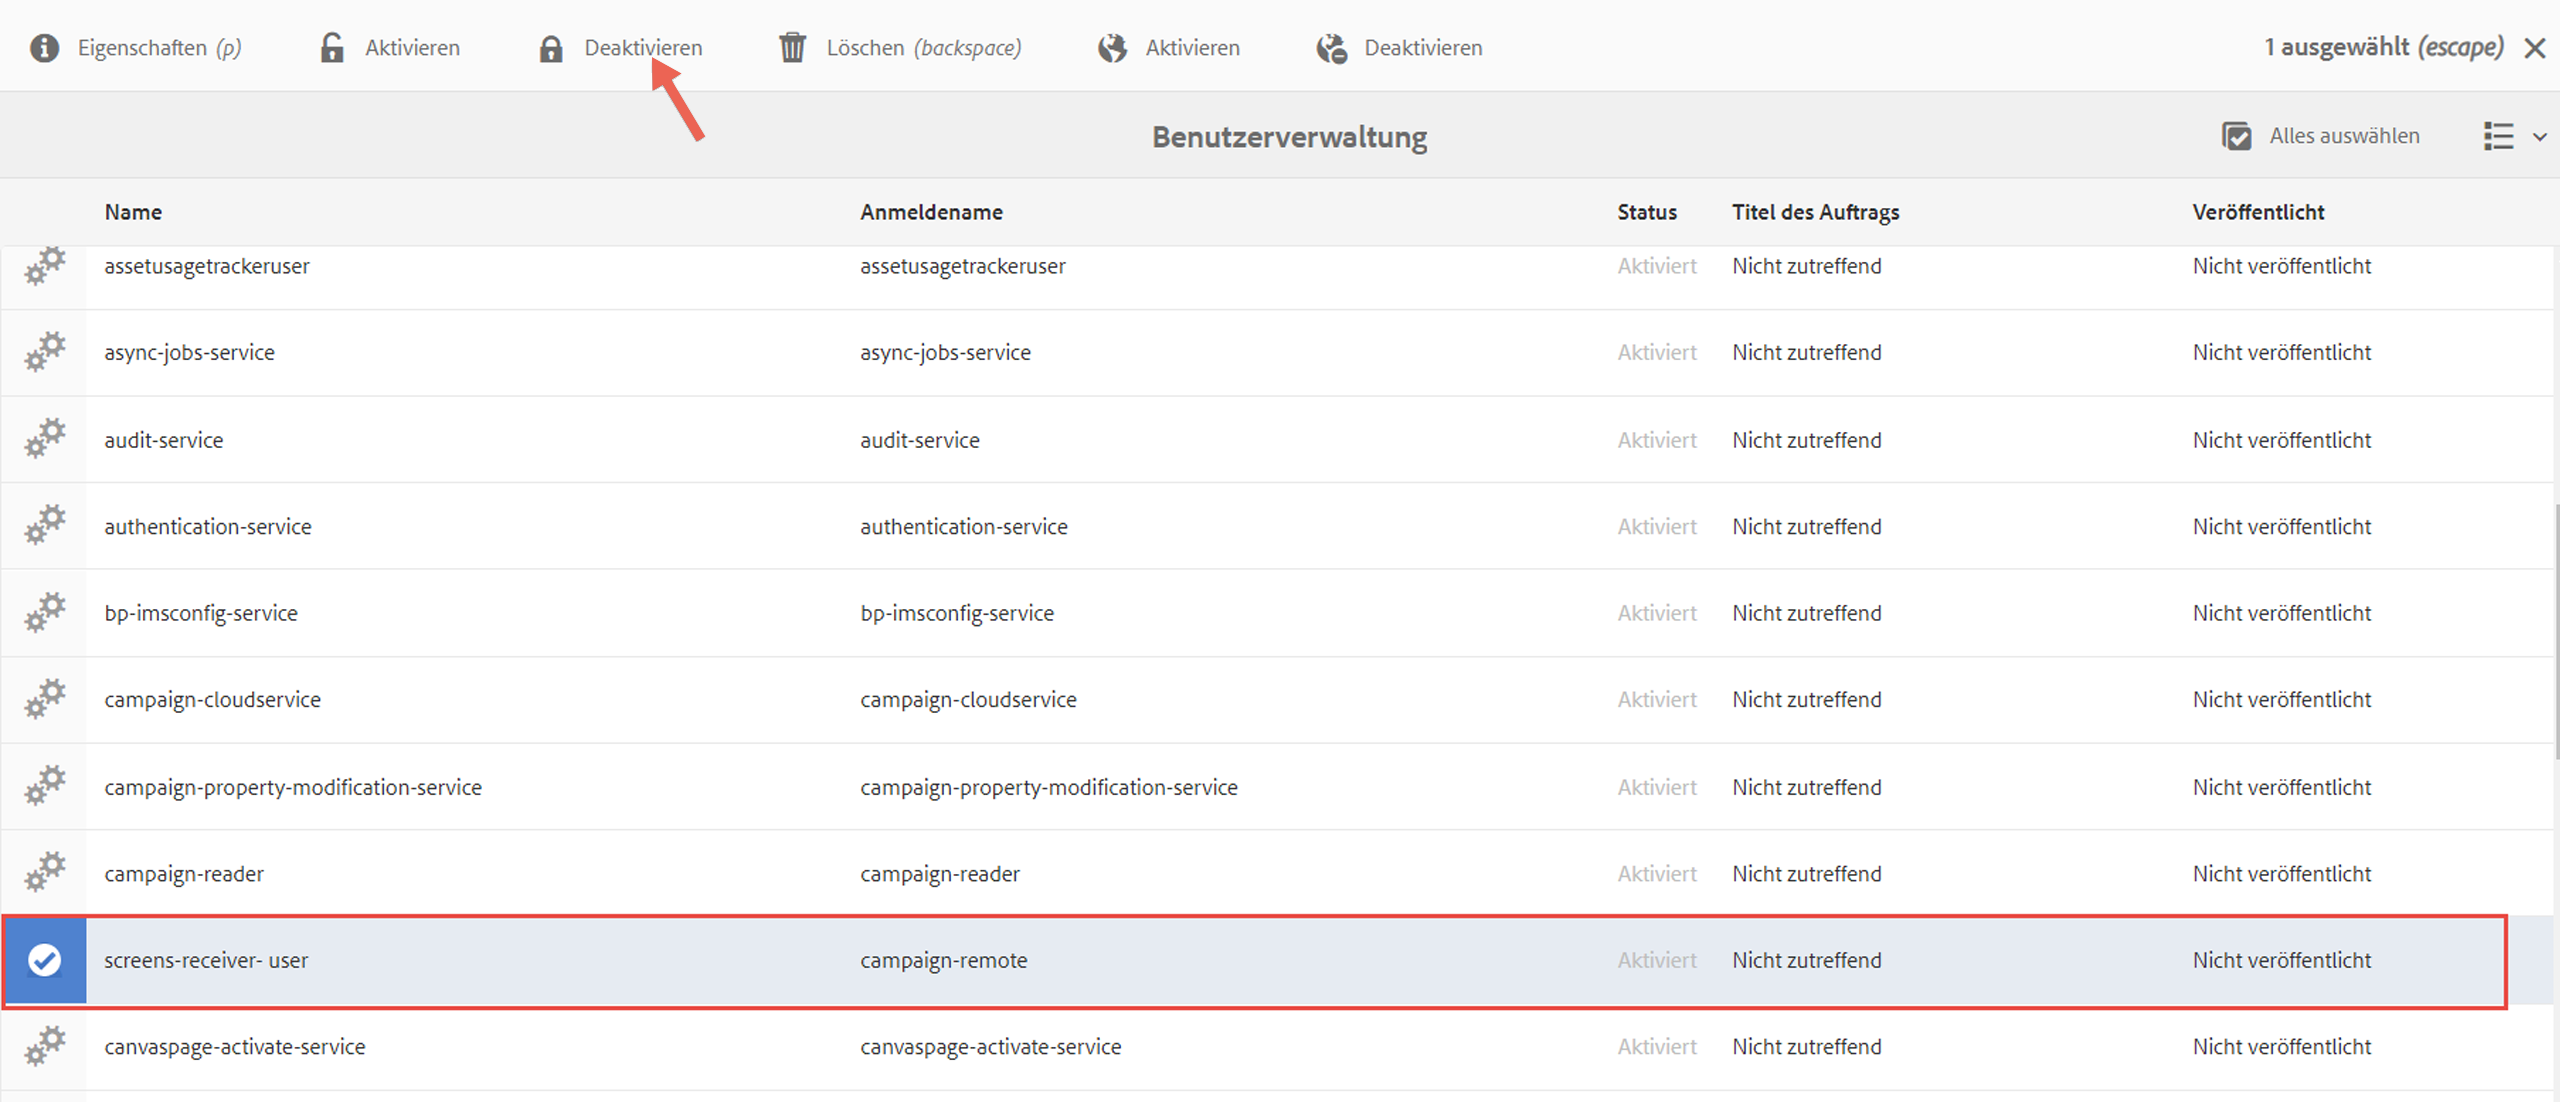 Eigenschaften (p) Aktivieren Deaktivieren Löschen (backspace) Aktivieren Deaktivieren 1 ausgewählt (escape)
Benutzerverwaltung Alles auswählen
Name Anmeldename Status Titel des Auftrags Veröffentlicht
assetusagetrackeruser assetusagetrackeruser Aktiviert Nicht zutreffend Nicht veröffentlicht
async-jobs-service async-jobs-service Aktiviert Nicht zutreffend Nicht veröffentlicht
audit-service audit-service Aktiviert Nicht zutreffend Nicht veröffentlicht
authentication-service authentication-service Aktiviert Nicht zutreffend Nicht veröffentlicht
bp-imsconfig-service bp-imsconfig-service Aktiviert Nicht zutreffend Nicht veröffentlicht
campaign-cloudservice campaign-cloudservice Aktiviert Nicht zutreffend Nicht veröffentlicht
campaign-property-modification-service campaign-property-modification-service Aktiviert Nicht zutreffend Nicht veröffentlicht
campaign-reader campaign-reader Aktiviert Nicht zutreffend Nicht veröffentlicht
screens-receiver- user campaign-remote Aktiviert Nicht zutreffend Nicht veröffentlicht
canvaspage-activate-service canvaspage-activate-service Aktiviert Nicht zutreffend Nicht veröffentlicht